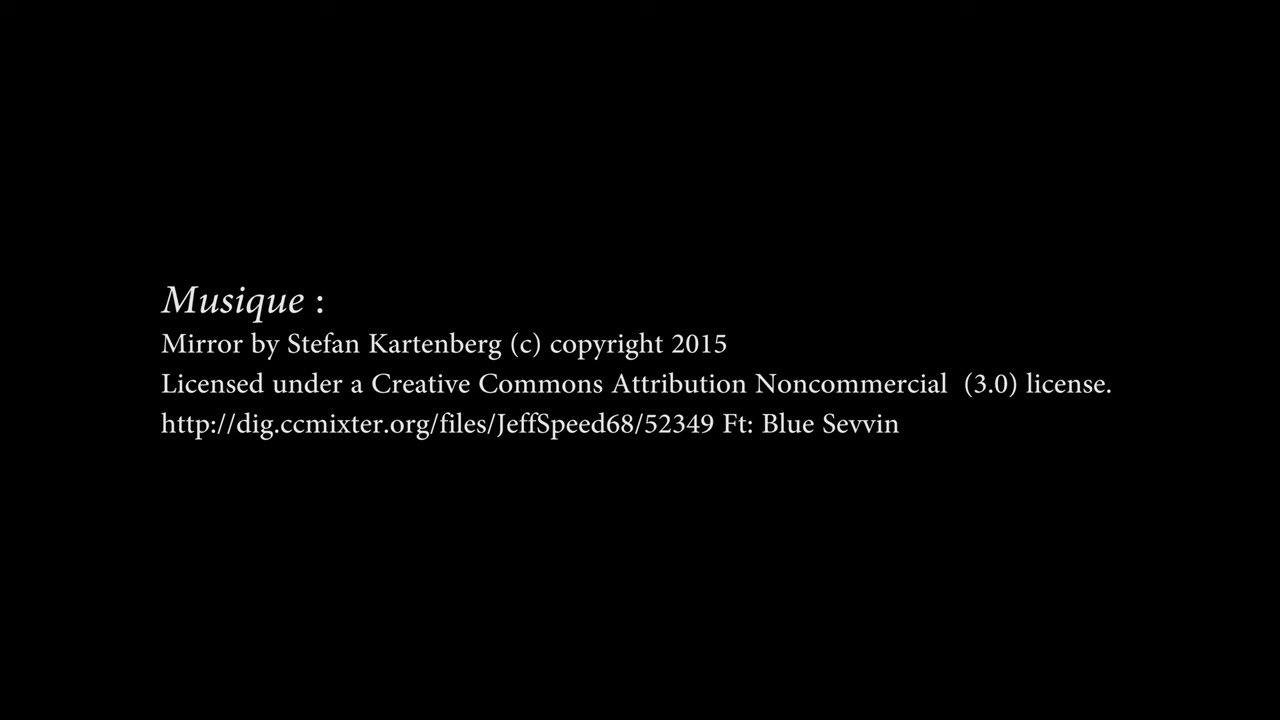 Musique :
Mirror by Stefan Kartenberg (c) copyright 2015
Licensed under a Creative Commons Attribution Noncommercial  (3.0) license.
http://dig.ccmixter.org/files/JeffSpeed68/52349 Ft: Blue Sevvin